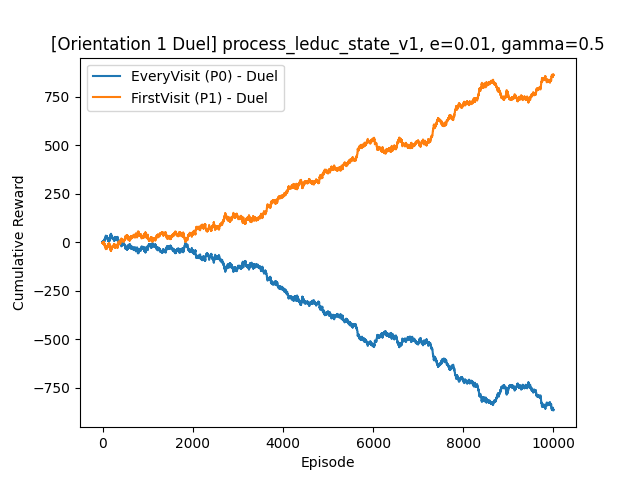 [Orientation 1 Duel] process_leduc_state_v1, e=0.01, gamma=0.5
EveryVisit (P0) - Duel
FirstVisit (P1) - Duel
Cumulative Reward
750
500
250
0
−250
−500
−750
0 2000 4000 6000 8000 10000
Episode